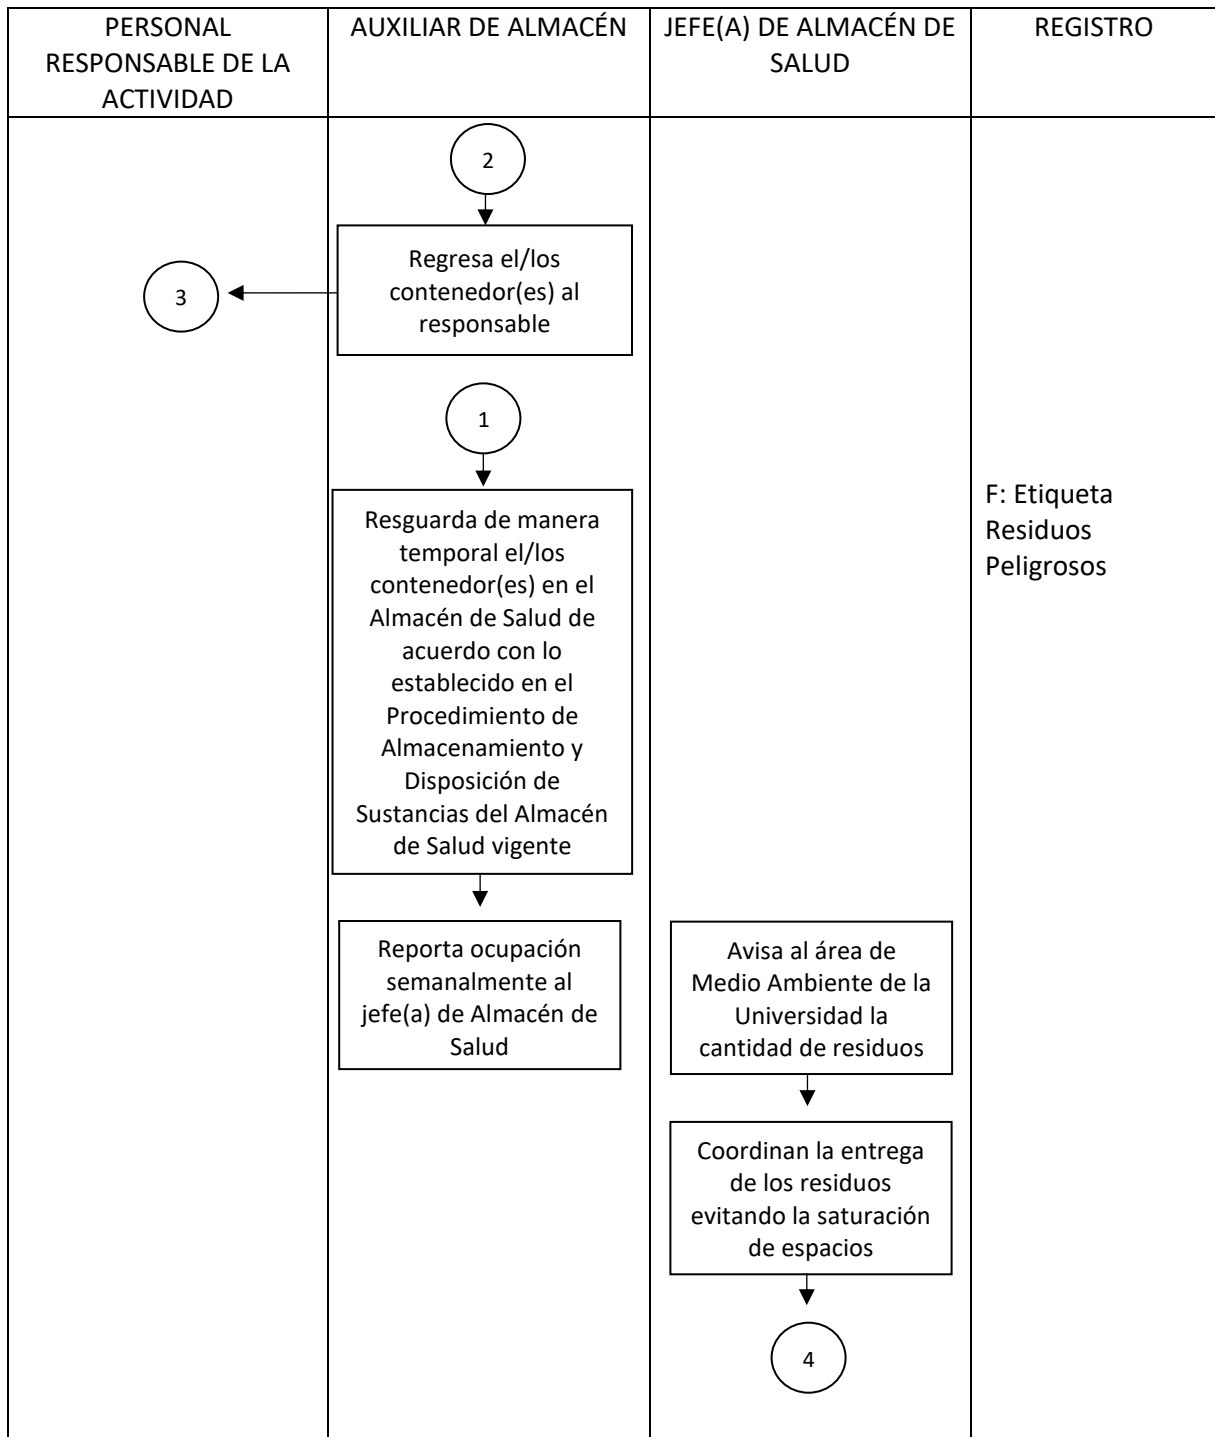 PERSONAL
RESPONSABLE DE LA
ACTIVIDAD
AUXILIAR DE ALMACÉN
JEFE(A) DE ALMACÉN DE
SALUD
REGISTRO
2
Regresa el/los
contenedor(es) al
responsable
3
1
Resguarda de manera
temporal el/los
contenedor(es) en el
Almacén de Salud de
acuerdo con lo
establecido en el
Procedimiento de
Almacenamiento y
Disposición de
Sustancias del Almacén
de Salud vigente
F: Etiqueta
Residuos
Peligrosos
Reporta ocupación
semanalmente al
jefe(a) de Almacén de
Salud
Avisa al área de
Medio Ambiente de la
Universidad la
cantidad de residuos
Coordinan la entrega
de los residuos
evitando la saturación
de espacios
4